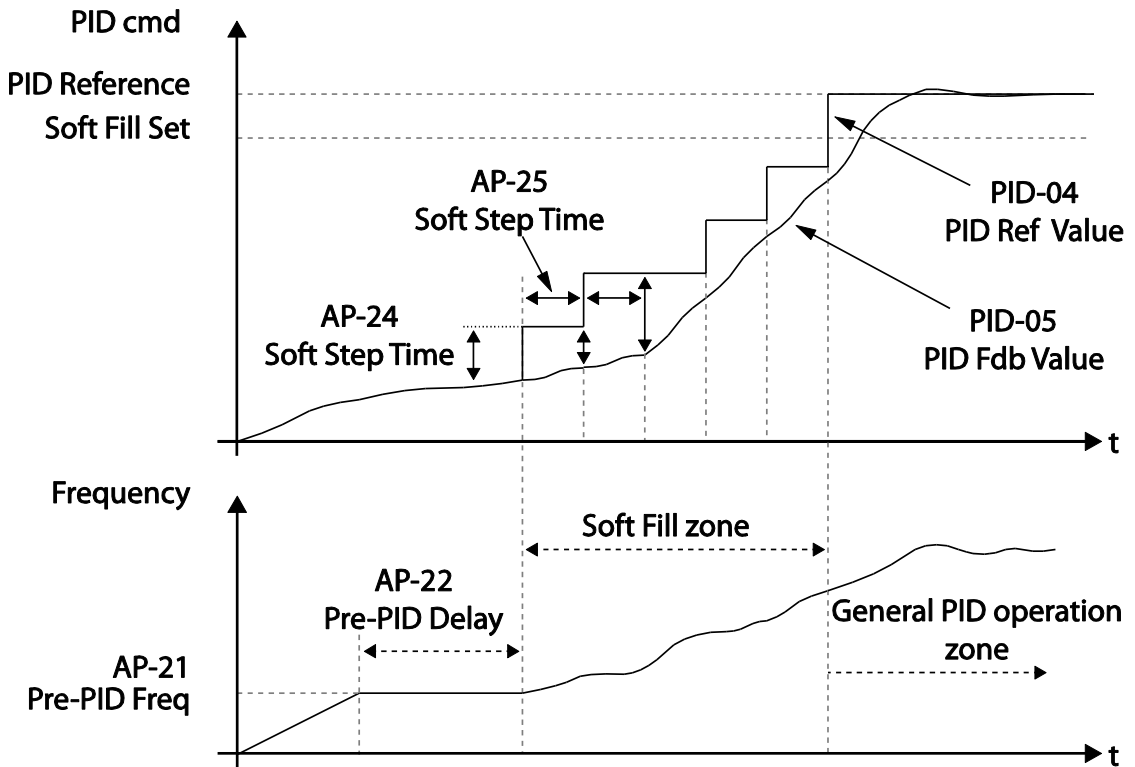 PID cmd
PID Reference
Soft Fill Set
AP-25
Soft Step Time
PID-04
PID Ref Value
AP-24
Soft Step Time
PID-05
PID Fdb Value
t
Frequency
Soft Fill zone
AP-22
Pre-PID Delay
General PID operation
zone
AP-21
Pre-PID Freq
t